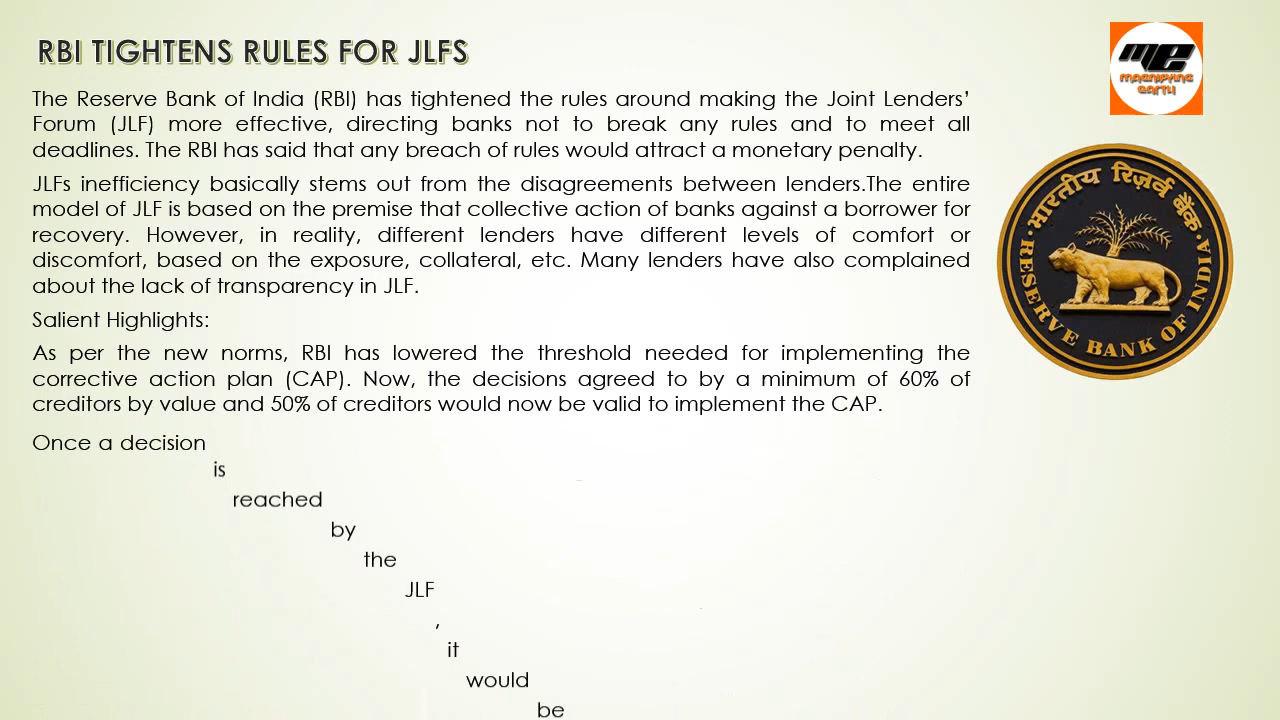 RBI TIGHTENS RULES FOR JLFS
The Reserve Bank of India (RBI) has tightened the rules around making the Joint Lenders’
Forum (JLF) more effective, directing banks not to break any rules and to meet all
deadlines. The RBI has said that any breach of rules would attract a monetary penalty.
JLFs inefficiency basically stems out from the disagreements between lenders.The entire
model of JLF is based on the premise that collective action of banks against a borrower for
recovery. However, in reality, different lenders have different levels of comfort or
discomfort, based on the exposure, collateral, etc. Many lenders have also complained
about the lack of transparency in JLF.
Salient Highlights:
As per the new norms, RBI has lowered the threshold needed for implementing the
corrective action plan (CAP). Now, the decisions agreed to by a minimum of 60% of
creditors by value and 50% of creditors would now be valid to implement the CAP.
Once a decision
is
reached
by
the
JLF
,
it
would
be
me
MAGNIFYING
EARTH
भारतीय रिज़र्व बैंक
RESERVE BANK OF INDIA